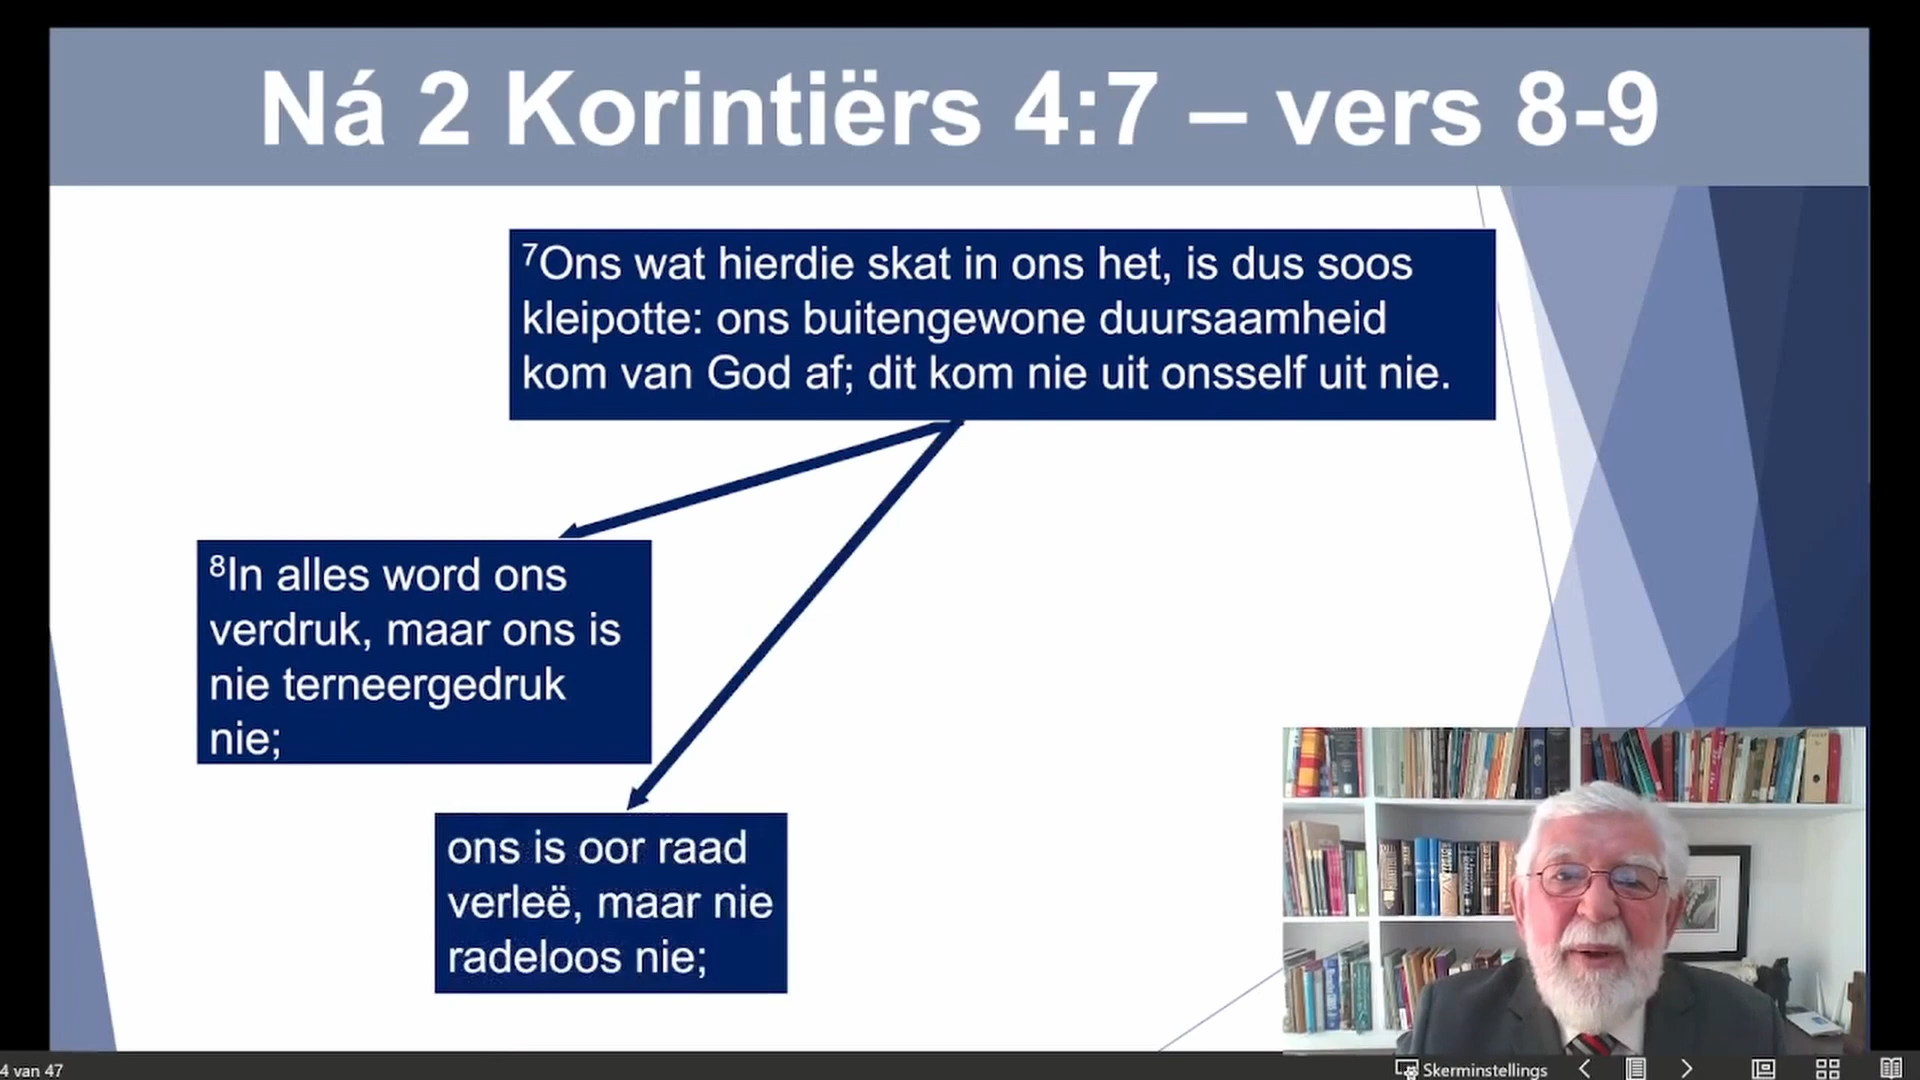 Ná 2 Korintiërs 4:7 – vers 8-9
⁷Ons wat hierdie skat in ons het, is dus soos
kleipotte: ons buitengewone duursaamheid
kom van God af; dit kom nie uit onsself uit nie.
⁸In alles word ons
verdruk, maar ons is
nie terneergedruk
nie;
ons is oor raad
verleë, maar nie
radeloos nie;
4 van 47
Skerminstellings